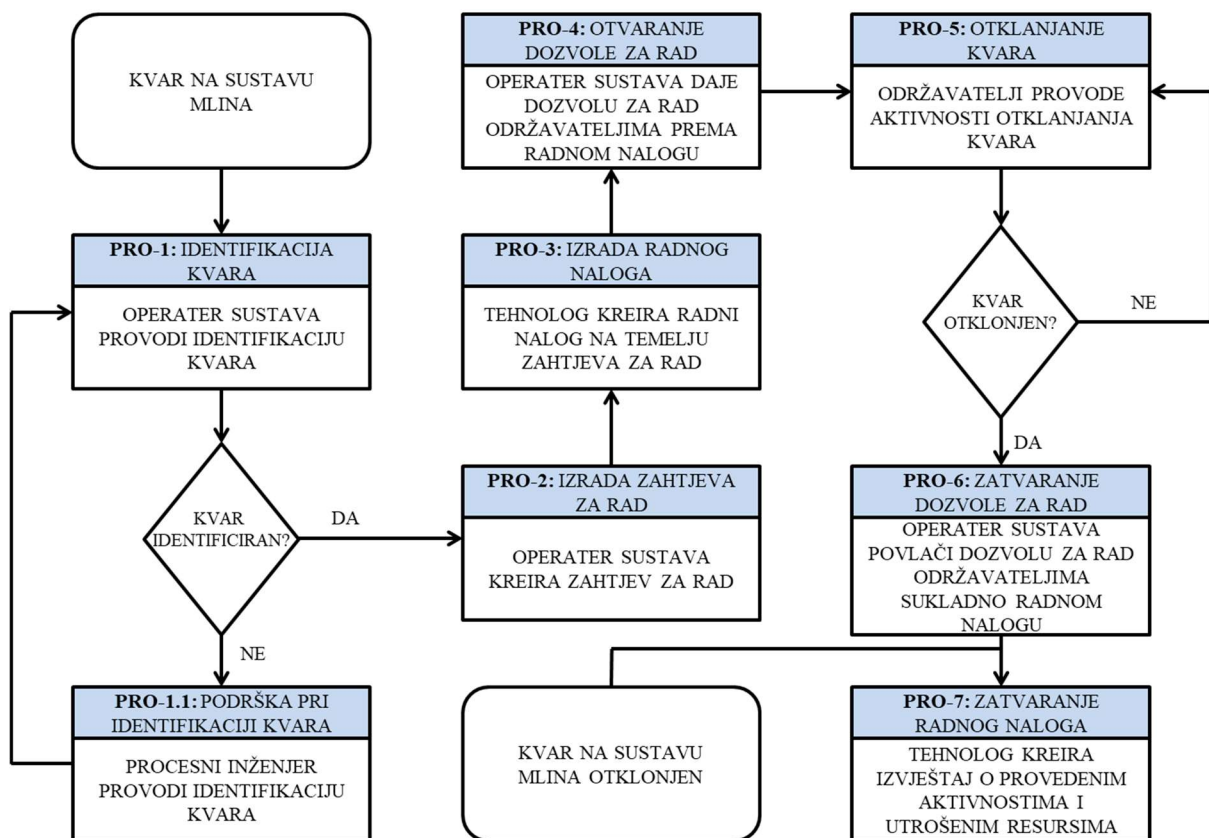 KVAR NA SUSTAVU
MLINA
PRO-1: IDENTIFIKACIJA
KVARA
OPERATER SUSTAVA
PROVODI IDENTIFIKACIJU
KVARA
KVAR
IDENTIFICIRAN?
DA
NE
PRO-1.1: PODRŠKA PRI
IDENTIFIKACIJI KVARA
PROCESNI INŽENJER
PROVODI IDENTIFIKACIJU
KVARA
PRO-2: IZRADA ZAHTJEVA
ZA RAD
OPERATER SUSTAVA
KREIRA ZAHTJEV ZA RAD
PRO-3: IZRADA RADNOG
NALOGA
TEHNOLOG KREIRA RADNI
NALOG NA TEMELJU
ZAHTJEVA ZA RAD
PRO-4: OTVARANJE
DOZVOLE ZA RAD
OPERATER SUSTAVA DAJE
DOZVOLU ZA RAD
ODRŽAVATELJIMA PREMA
RADNOM NALOGU
PRO-5: OTKLANJANJE
KVARA
ODRŽAVATELJI PROVODE
AKTIVNOSTI OTKLANJANJA
KVARA
KVAR
OTKLONJEN?
NE
DA
PRO-6: ZATVARANJE
DOZVOLE ZA RAD
OPERATER SUSTAVA
POVLAČI DOZVOLU ZA RAD
ODRŽAVATELJIMA
SUKLADNO RADNOM
NALOGU
PRO-7: ZATVARANJE
RADNOG NALOGA
TEHNOLOG KREIRA
IZVJEŠTAJ O PROVEDENIM
AKTIVNOSTIMA I
UTROŠENIM RESURSIMA
KVAR NA SUSTAVU
MLINA OTKLONJEN